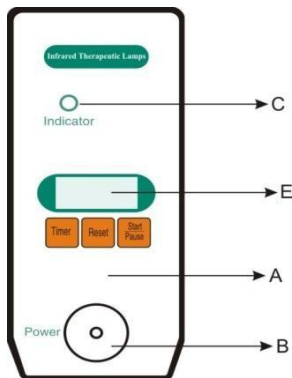 Infrared Therapeutic Lamps
C
Indicator
E
Timer Reset Start
Pause
A
Power
B